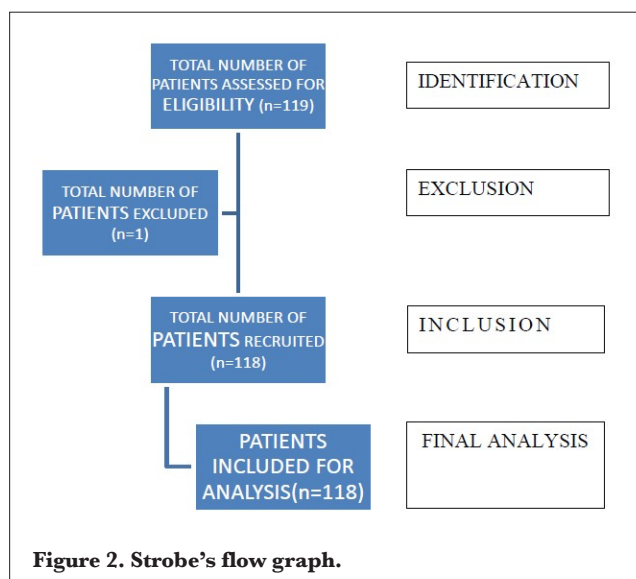 TOTAL NUMBER OF
PATIENTS ASSESSED FOR
ELIGIBILITY (n=119)
IDENTIFICATION
TOTAL NUMBER OF
PATIENTS EXCLUDED
(n=1)
EXCLUSION
TOTAL NUMBER OF
PATIENTS RECRUITED
(n=118)
INCLUSION
PATIENTS
INCLUDED FOR
ANALYSIS(n=118)
FINAL ANALYSIS
Figure 2. Strobe's flow graph.